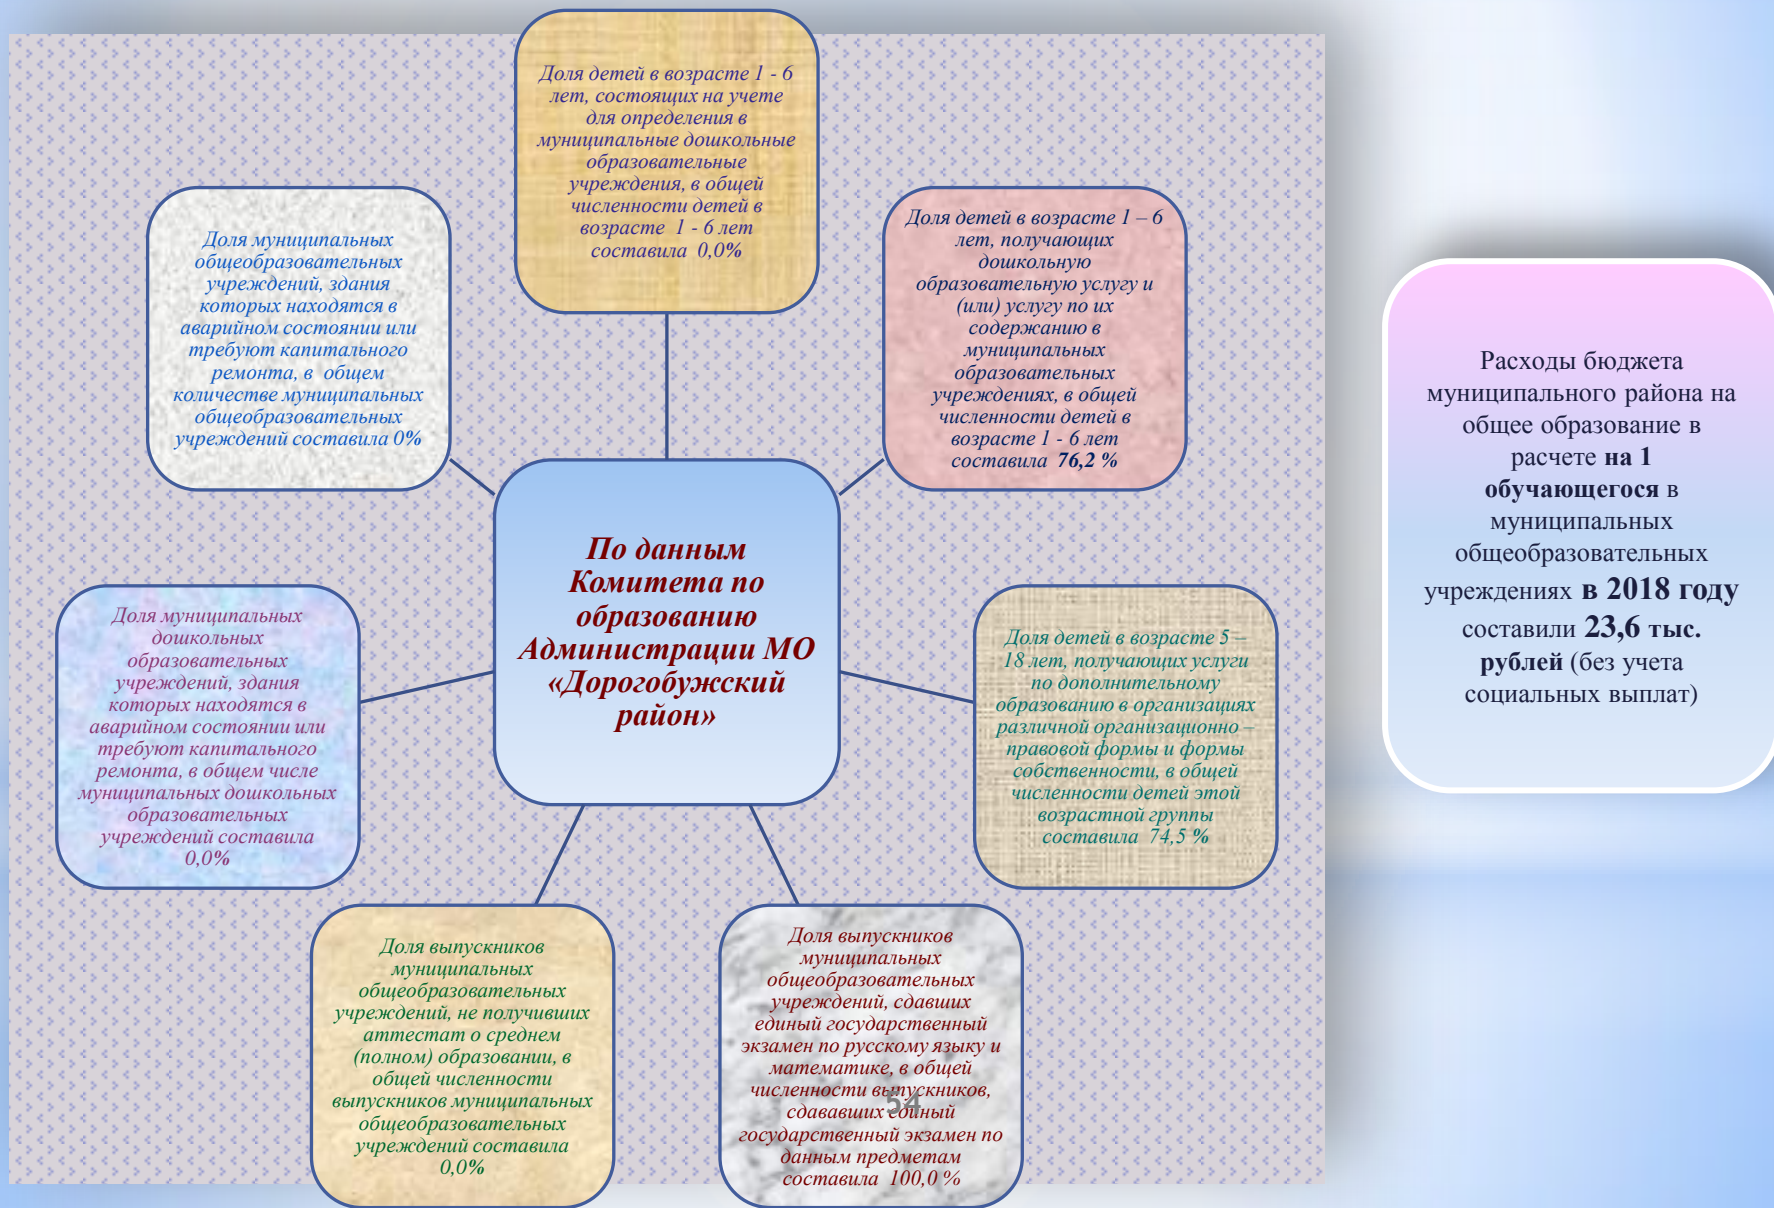 Доля детей в возрасте 1 - 6
лет, состоящих на учете
для определения в
муниципальные дошкольные
образовательные
учреждения, в общей
численности детей в
возрасте 1 - 6 лет
составила 0,0%
Доля детей в возрасте 1 – 6
лет, получающих
дошкольную
образовательную услугу и
(или) услугу по их
содержанию в
муниципальных
образовательных
учреждениях, в общей
численности детей в
возрасте 1 - 6 лет
составила 76,2 %
Доля детей в возрасте 5 –
18 лет, получающих услуги
по дополнительному
образованию в организациях
различной организационно –
правовой формы и формы
собственности, в общей
численности детей этой
возрастной группы
составила 74,5 %
Доля выпускников
муниципальных
общеобразовательных
учреждений, сдавших
единый государственный
экзамен по русскому языку и
математике, в общей
численности выпускников,
сдававших единый
государственный экзамен по
данным предметам
составила 100,0 %
54
Доля выпускников
муниципальных
общеобразовательных
учреждений, не получивших
аттестат о среднем
(полном) образовании, в
общей численности
выпускников муниципальных
общеобразовательных
учреждений составила
0,0%
Доля муниципальных
дошкольных
образовательных
учреждений, здания
которых находятся в
аварийном состоянии или
требуют капитального
ремонта, в общем числе
муниципальных дошкольных
образовательных
учреждений составила
0,0%
Доля муниципальных
общеобразовательных
учреждений, здания
которых находятся в
аварийном состоянии или
требуют капитального
ремонта, в общем
количестве муниципальных
общеобразовательных
учреждений составила 0%
По данным
Комитета по
образованию
Администрации МО
«Дорогобужский
район»
Расходы бюджета
муниципального района на
общее образование в
расчете на 1
обучающегося в
муниципальных
общеобразовательных
учреждениях в 2018 году
составили 23,6 тыс.
рублей (без учета
социальных выплат)